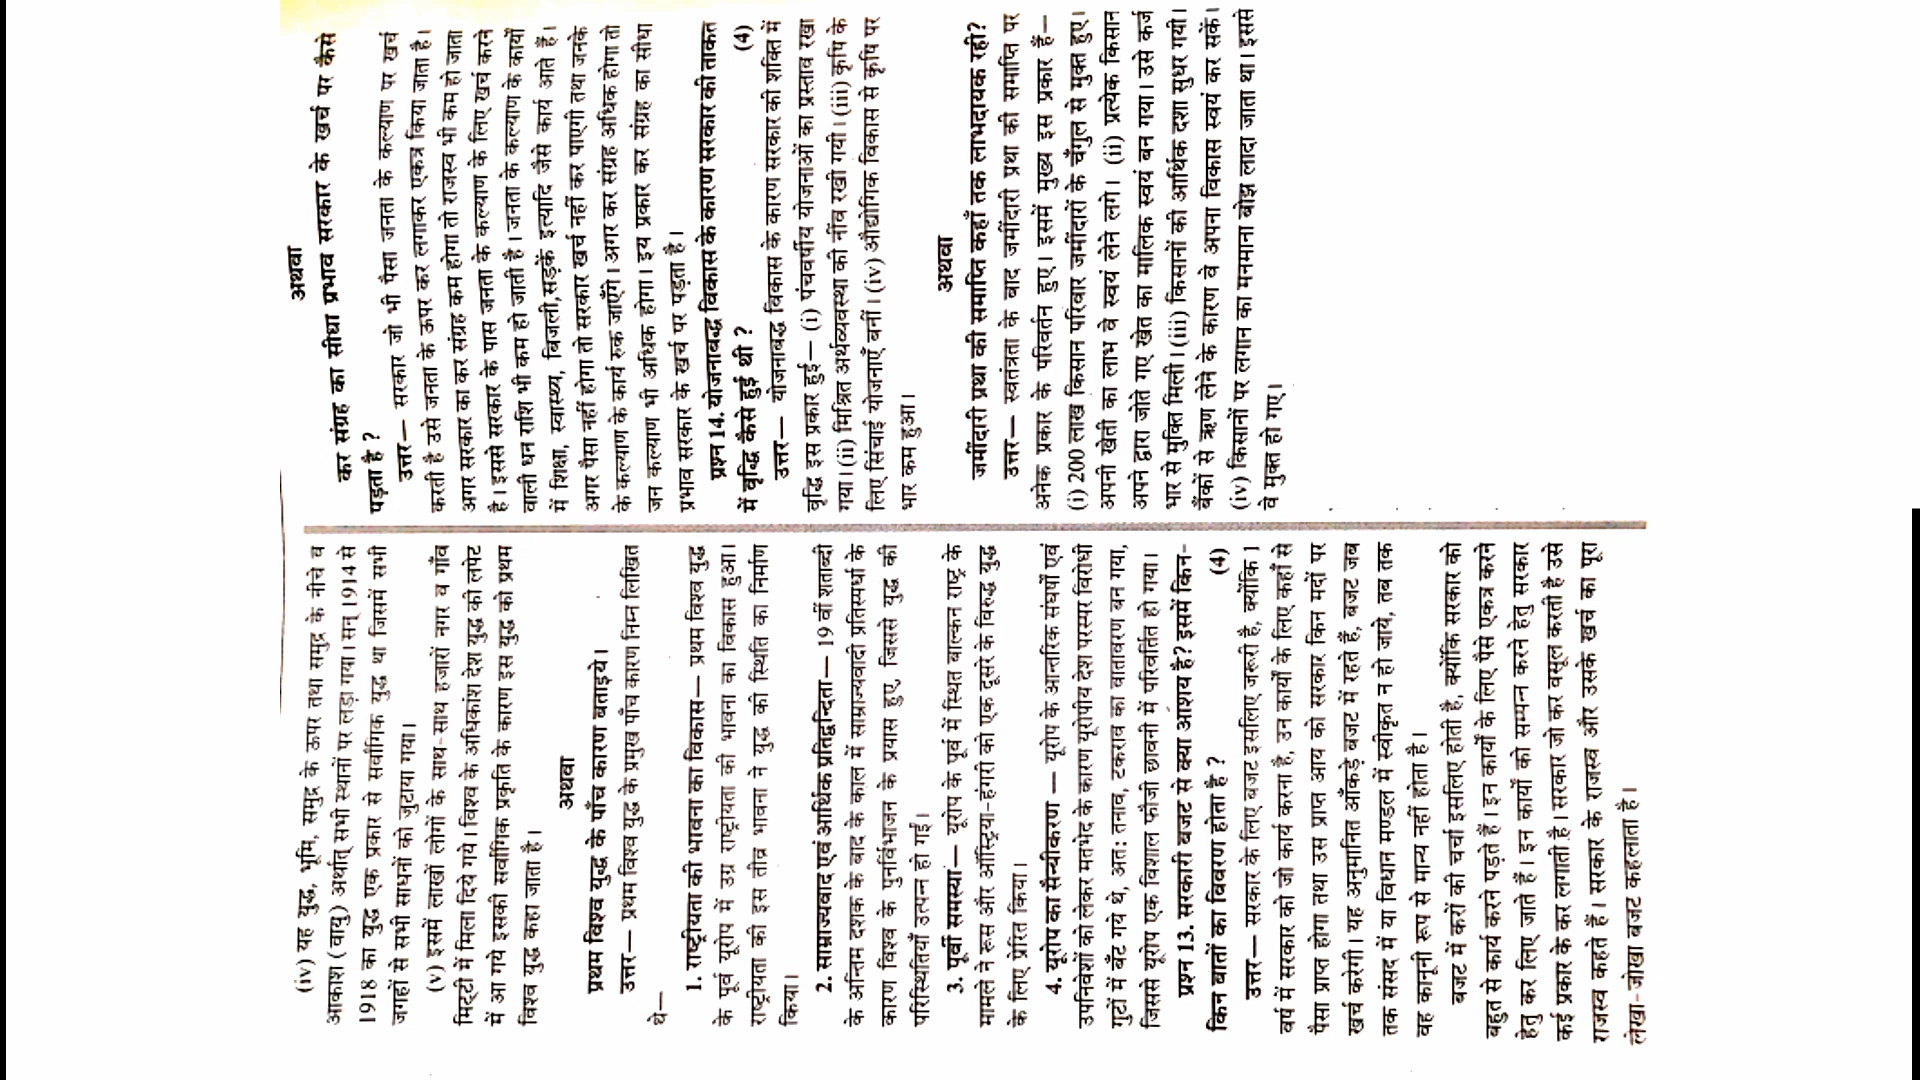 (iv) यह युद्ध, भूमि, समुद्र के ऊपर तथा समुद्र के नीचे व
आकाश (वायु) अर्थात् सभी स्थानों पर लड़ा गया। सन् 1914 से
1918 का युद्ध एक प्रकार से सर्वांगिक युद्ध था जिसमें सभी
जगहों से सभी साधनों को जुटाया गया।
(v) इसमें लाखों लोगों के साथ-साथ हजारों नगर व गाँव
मिट्टी में मिला दिये गये। विश्व के अधिकांश देश युद्ध की लपेट
में आ गये इसकी सर्वांगिक प्रकृति के कारण इस युद्ध को प्रथम
विश्व युद्ध कहा जाता है।
अथवा
प्रथम विश्व युद्ध के पाँच कारण बताइये।
उत्तर— प्रथम विश्व युद्ध के प्रमुख पाँच कारण निम्न लिखित
थे—
1. राष्ट्रीयता की भावना का विकास— प्रथम विश्व युद्ध
के पूर्व यूरोप में उग्र राष्ट्रीयता की भावना का विकास हुआ।
राष्ट्रीयता की इस तीव्र भावना ने युद्ध की स्थिति का निर्माण
किया।
2. साम्राज्यवाद एवं आर्थिक प्रतिद्वन्दिता— 19 वीं शताब्दी
के अन्तिम दशक के बाद के काल में साम्राज्यवादी प्रतिस्पर्धा के
कारण विश्व के पुनर्विभाजन के प्रयास हुए, जिससे युद्ध की
परिस्थितियाँ उत्पन्न हो गईं।
3. पूर्वी समस्या— यूरोप के पूर्व में स्थित बाल्कन राष्ट्र के
मामले ने रूस और ऑस्ट्रिया-हंगरी को एक दूसरे के विरुद्ध युद्ध
के लिए प्रेरित किया।
4. यूरोप का सैन्यीकरण — यूरोप के आन्तरिक संघर्षों एवं
उपनिवेशों को लेकर मतभेद के कारण यूरोपीय देश परस्पर विरोधी
गुटों में बँट गये थे, अतः तनाव, टकराव का वातावरण बन गया,
जिससे यूरोप एक विशाल फौजी छावनी में परिवर्तित हो गया।
प्रश्न 13. सरकारी बजट से क्या आशय है? इसमें किन-
किन बातों का विवरण होता है ? (4)
उत्तर— सरकार के लिए बजट इसलिए जरूरी है, क्योंकि।
वर्ष में सरकार को जो कार्य करना है, उन कार्यों के लिए कहाँ से
पैसा प्राप्त होगा तथा उस प्राप्त आय को सरकार किन मदों पर
खर्च करेगी। यह अनुमानित आँकड़े बजट में रहते हैं, बजट जब
तक संसद में या विधान मण्डल में स्वीकृत न हो जाये, तब तक
वह कानूनी रूप से मान्य नहीं होता है।
बजट में करों की चर्चा इसलिए होती है, क्योंकि सरकार को
बहुत से कार्य करने पड़ते हैं। इन कार्यों के लिए पैसे एकत्र करने
हेतु कर लिए जाते हैं। इन कार्यों को सम्पन्न करने हेतु सरकार
कई प्रकार के कर लगाती है। सरकार जो कर वसूल करती है उसे
राजस्व कहते हैं। सरकार के राजस्व और उसके खर्च का पूरा
लेखा-जोखा बजट कहलाता है।
अथवा
कर संग्रह का सीधा प्रभाव सरकार के खर्च पर कैसे
पड़ता है ?
उत्तर— सरकार जो भी पैसा जनता के कल्याण पर खर्च
करती है उसे जनता के ऊपर कर लगाकर एकत्र किया जाता है।
अगर सरकार का कर संग्रह कम होगा तो राजस्व भी कम हो जाता
है। इससे सरकार के पास जनता के कल्याण के लिए खर्च करने
वाली धन राशि भी कम हो जाती है। जनता के कल्याण के कार्यों
में शिक्षा, स्वास्थ्य, बिजली,सड़कें इत्यादि जैसे कार्य आते हैं।
अगर पैसा नहीं होगा तो सरकार खर्च नहीं कर पाएगी तथा जनके
के कल्याण के कार्य रुक जाएँगे। अगर कर संग्रह अधिक होगा तो
जन कल्याण भी अधिक होगा। इय प्रकार कर संग्रह का सीधा
प्रभाव सरकार के खर्च पर पड़ता है।
प्रश्न 14. योजनाबद्ध विकास के कारण सरकार की ताकत
में वृद्धि कैसे हुई थी ? (4)
उत्तर— योजनाबद्ध विकास के कारण सरकार की शक्ति में
वृद्धि इस प्रकार हुई— (i) पंचवर्षीय योजनाओं का प्रस्ताव रखा
गया। (ii) मिश्रित अर्थव्यवस्था की नींव रखी गयी। (iii) कृषि के
लिए सिंचाई योजनाएँ बनीं। (iv) औद्योगिक विकास से कृषि पर
भार कम हुआ।
अथवा
जमींदारी प्रथा की समाप्ति कहाँ तक लाभदायक रही?
उत्तर— स्वतंत्रता के बाद जमींदारी प्रथा की समाप्ति पर
अनेक प्रकार के परिवर्तन हुए। इसमें मुख्य इस प्रकार हैं—
(i) 200 लाख किसान परिवार जमींदारों के चँगुल से मुक्त हुए।
अपनी खेती का लाभ वे स्वयं लेने लगे। (ii) प्रत्येक किसान
अपने द्वारा जोते गए खेत का मालिक स्वयं बन गया। उसे कर्ज
भार से मुक्ति मिली। (iii) किसानों की आर्थिक दशा सुधर गयी।
बैंकों से ऋण लेने के कारण वे अपना विकास स्वयं कर सकें।
(iv) किसानों पर लगान का मनमाना बोझ लादा जाता था। इससे
वे मुक्त हो गए।